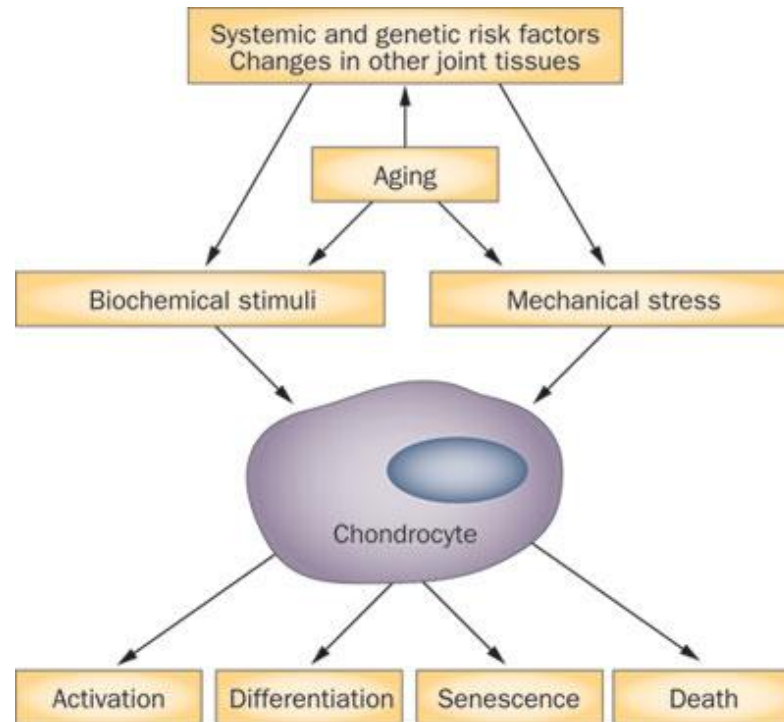 Systemic and genetic risk factors
Changes in other joint tissues
Aging
Biochemical stimuli
Mechanical stress
Chondrocyte
Activation
Differentiation
Senescence
Death